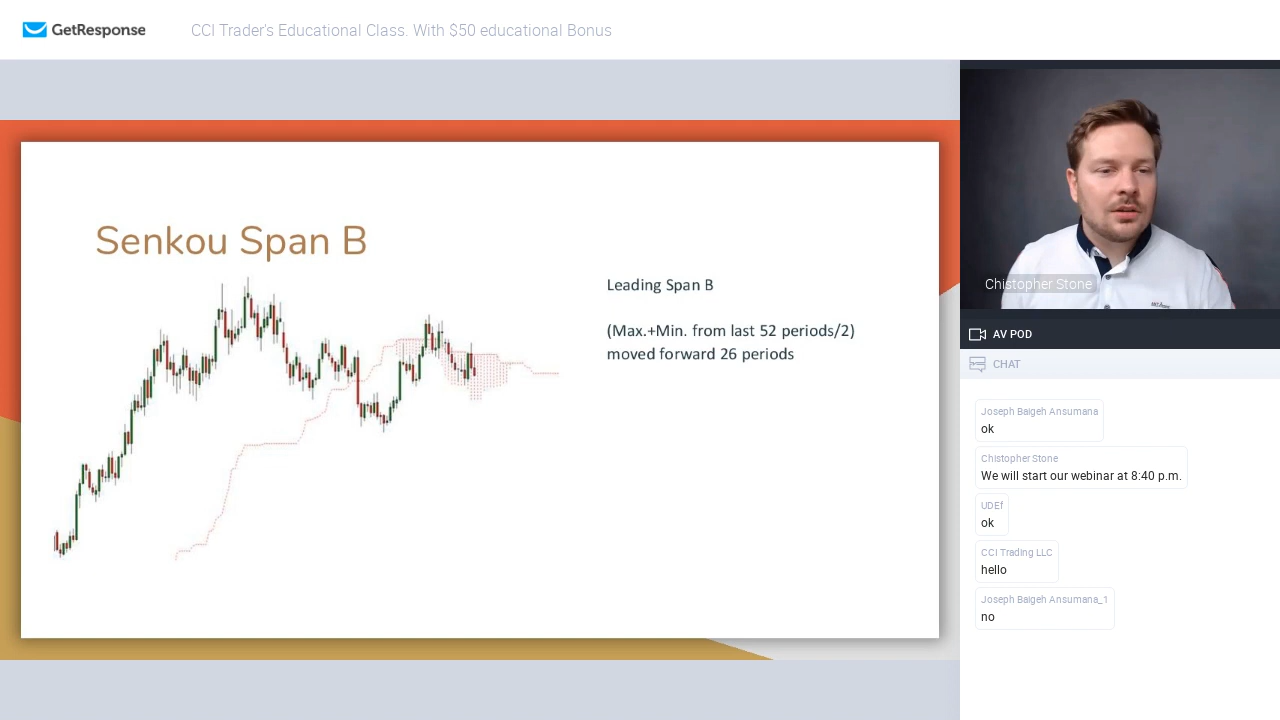 GetResponse
CCI Trader's Educational Class. With $50 educational Bonus
Senkou Span B
Leading Span B
(Max.+Min. from last 52 periods/2)
moved forward 26 periods
Chistopher Stone
AV POD
CHAT
Joseph Baigeh Ansumana
ok
Chistopher Stone
We will start our webinar at 8:40 p.m.
UDEf
ok
CCI Trading LLC
hello
Joseph Baigeh Ansumana_1
no